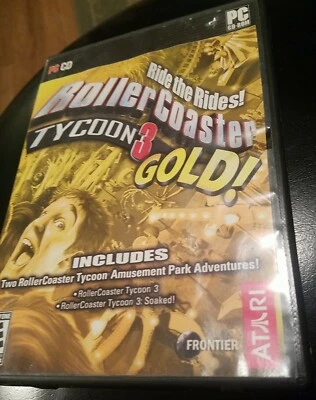 PC CD
PC
CD-ROM
Ride the Rides!
RollerCoaster
TYCOON 3
GOLD!
INCLUDES
Two RollerCoaster Tycoon Amusement Park Adventures!
• RollerCoaster Tycoon 3
• RollerCoaster Tycoon 3: Soaked!
FRONTIER
ATARI